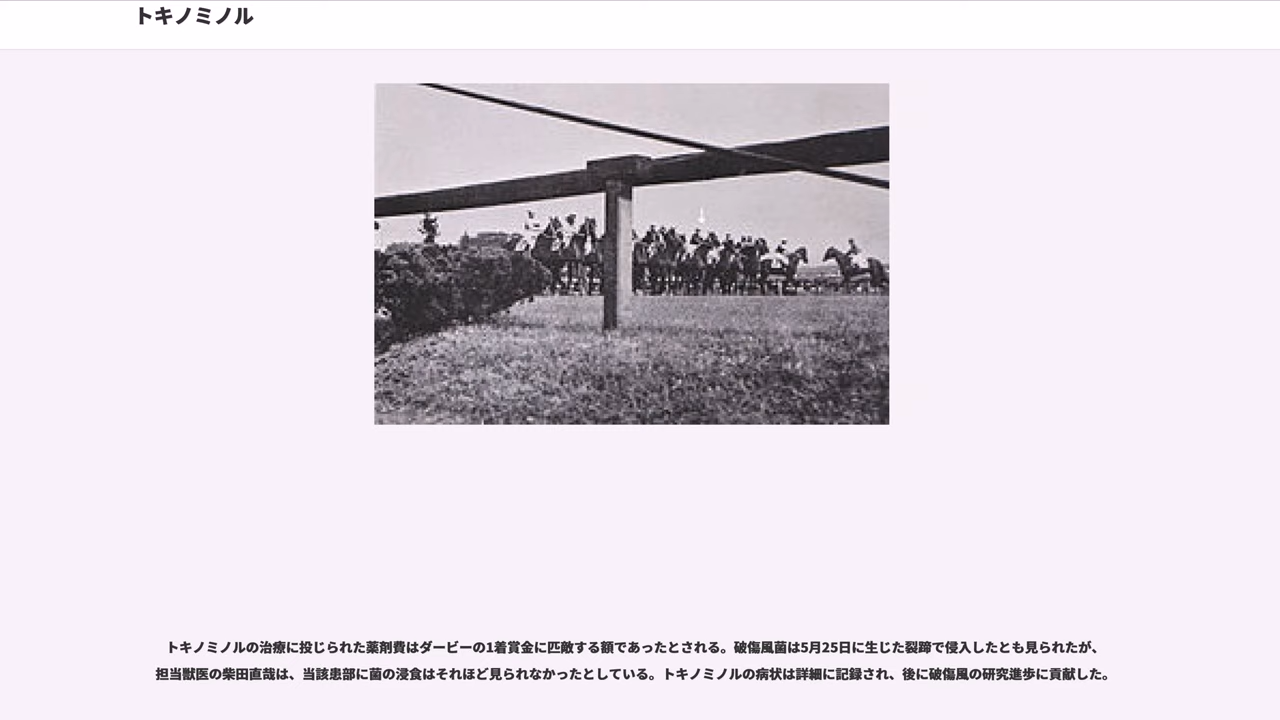 トキノミノル
トキノミノルの治療に投じられた薬剤費はダービーの1着賞金に匹敵する額であったとされる。破傷風菌は5月25日に生じた裂蹄で侵入したとも見られたが、
担当獣医の柴田直哉は、当該患部に菌の浸食はそれほど見られなかったとしている。トキノミノルの病状は詳細に記録され、後に破傷風の研究進歩に貢献した。